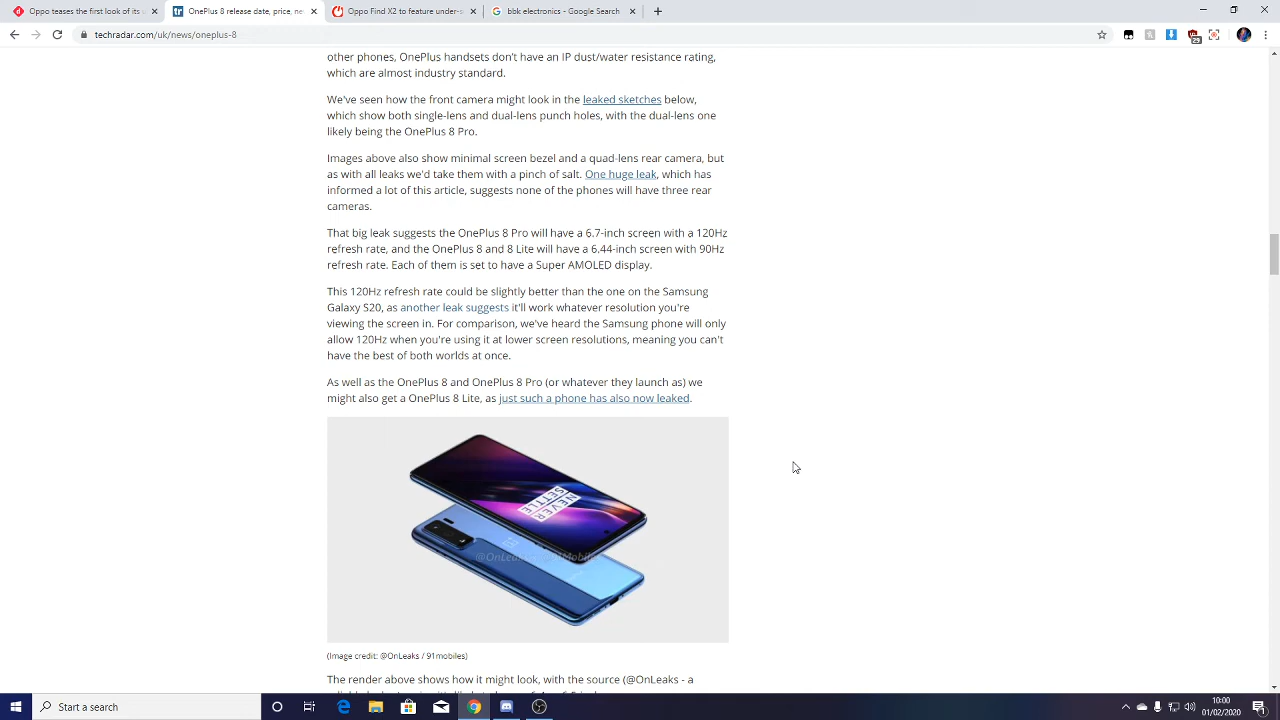 Oppo teases the first look of its s
OnePlus 8 release date, price, ne
Oppo Find X2 to feature under-s
bbk electronics - Google Search
techradar.com/uk/news/oneplus-8
other phones, OnePlus handsets don't have an IP dust/water resistance rating,
which are almost industry standard.
We've seen how the front camera might look in the leaked sketches below,
which show both single-lens and dual-lens punch holes, with the dual-lens one
likely being the OnePlus 8 Pro.
Images above also show minimal screen bezel and a quad-lens rear camera, but
as with all leaks we'd take them with a pinch of salt. One huge leak, which has
informed a lot of this article, suggests none of the phones will have three rear
cameras.
That big leak suggests the OnePlus 8 Pro will have a 6.7-inch screen with a 120Hz
refresh rate, and the OnePlus 8 and 8 Lite will have a 6.44-inch screen with 90Hz
refresh rate. Each of them is set to have a Super AMOLED display.
This 120Hz refresh rate could be slightly better than the one on the Samsung
Galaxy S20, as another leak suggests it'll work whatever resolution you're
viewing the screen in. For comparison, we've heard the Samsung phone will only
allow 120Hz when you're using it at lower screen resolutions, meaning you can't
have the best of both worlds at once.
As well as the OnePlus 8 and OnePlus 8 Pro (or whatever they launch as) we
might also get a OnePlus 8 Lite, as just such a phone has also now leaked.
NEVER
SETTLE
(Image credit: @OnLeaks / 91mobiles)
The render above shows how it might look, with the source (@OnLeaks - a
Start a search
10:00
01/02/2020